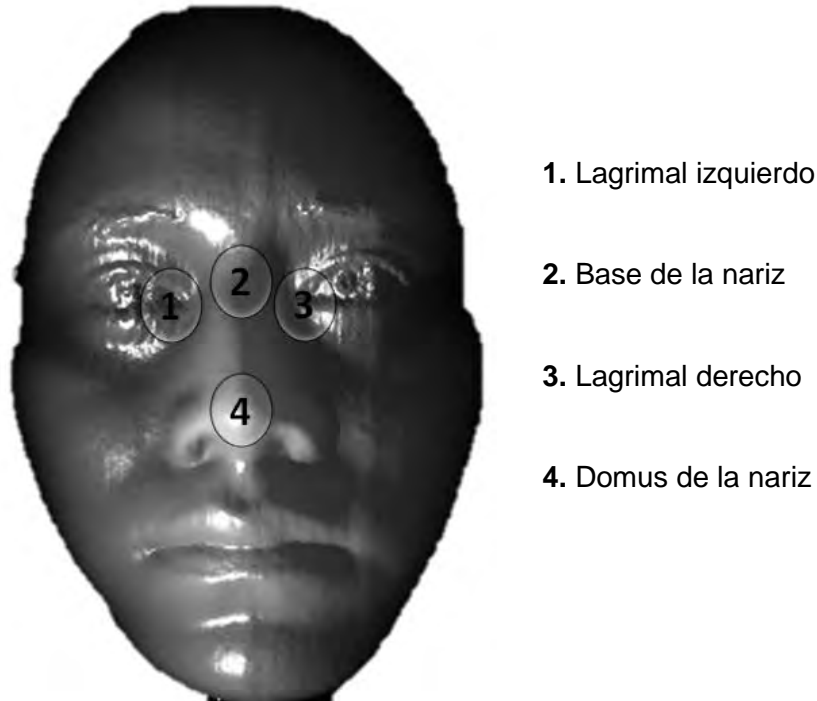 1. Lagrimal izquierdo
2. Base de la nariz
3. Lagrimal derecho
4. Domus de la nariz
2
1
3
4